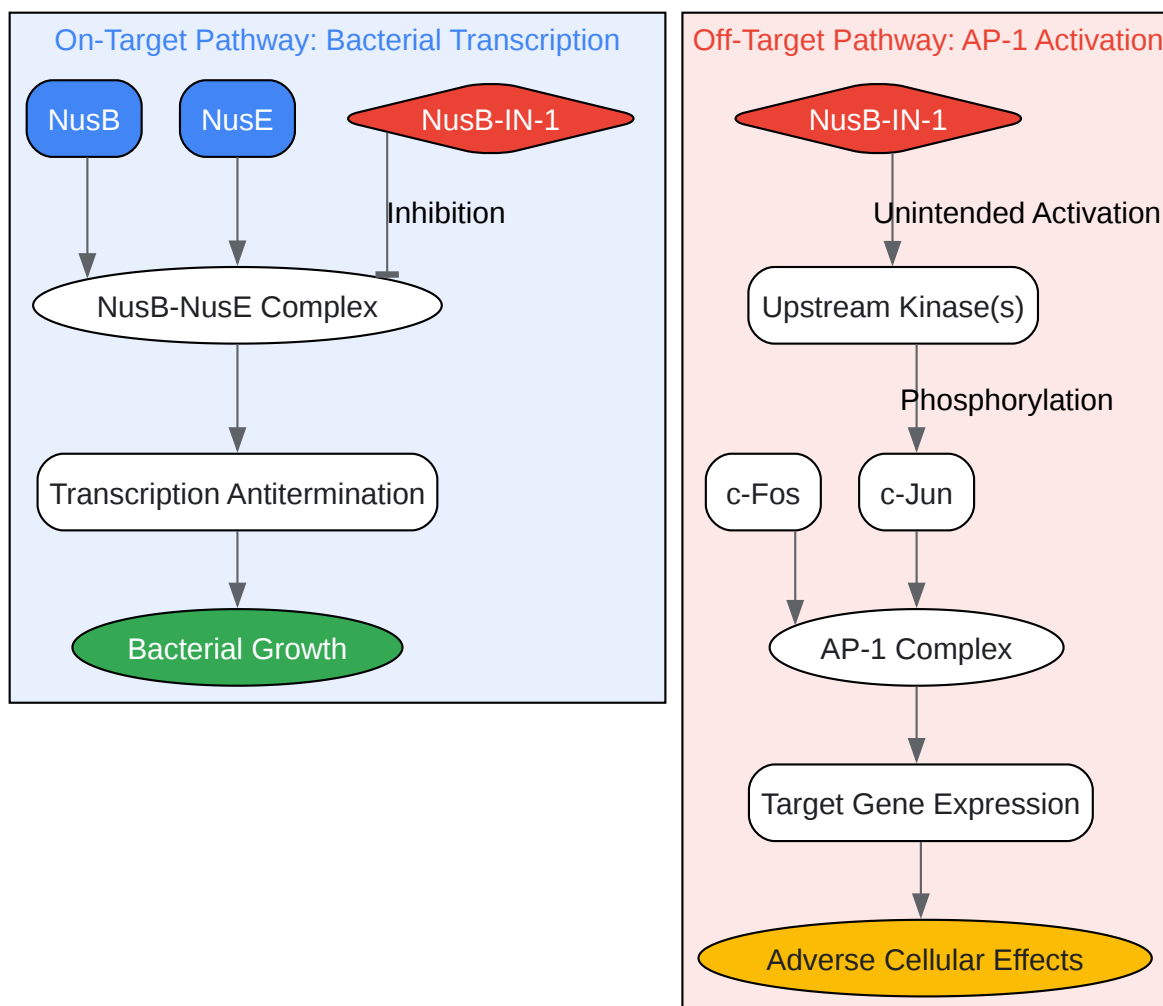 On-Target Pathway: Bacterial Transcription
NusB
NusE
NusB-IN-1
Inhibition
NusB-NusE Complex
Transcription Antitermination
Bacterial Growth
Off-Target Pathway: AP-1 Activation
NusB-IN-1
Unintended Activation
Upstream Kinase(s)
Phosphorylation
c-Fos
c-Jun
AP-1 Complex
Target Gene Expression
Adverse Cellular Effects